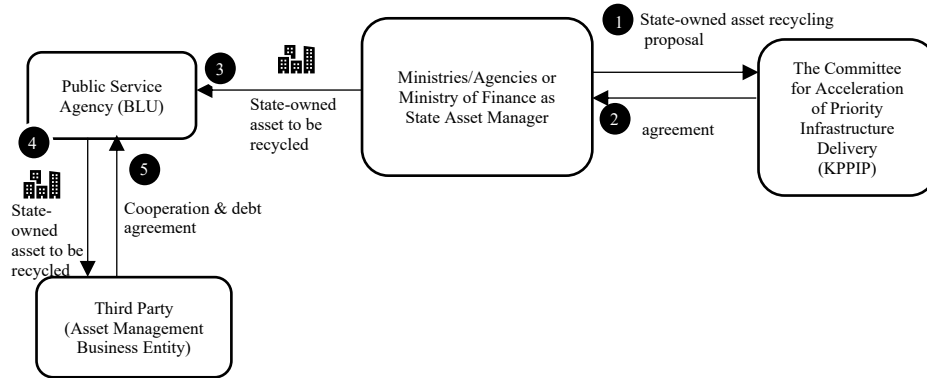 1
State-owned asset recycling
proposal
Public Service
Agency (BLU)
3
State-owned
asset to be
recycled
Ministries/Agencies or
Ministry of Finance as
State Asset Manager
2
agreement
The Committee
for Acceleration
of Priority
Infrastructure
Delivery
(KPPIP)
4
State-
owned
asset to be
recycled
5
Cooperation & debt
agreement
Third Party
(Asset Management
Business Entity)